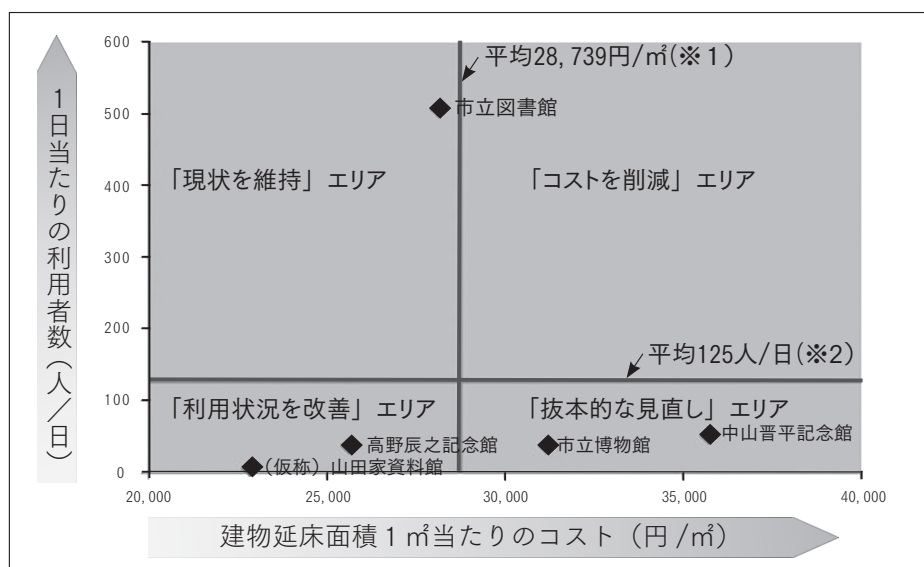 1日当たりの利用者数(人/日)
600
500
400
300
200
100
0
平均28,739円/㎡(※1)
市立図書館
「現状を維持」エリア
「コストを削減」エリア
平均125人/日(※2)
「利用状況を改善」エリア
「抜本的な見直し」エリア
高野辰之記念館
市立博物館
中山晋平記念館
(仮称)山田家資料館
20,000
25,000
30,000
35,000
40,000
建物延床面積1㎡当たりのコスト(円/㎡)